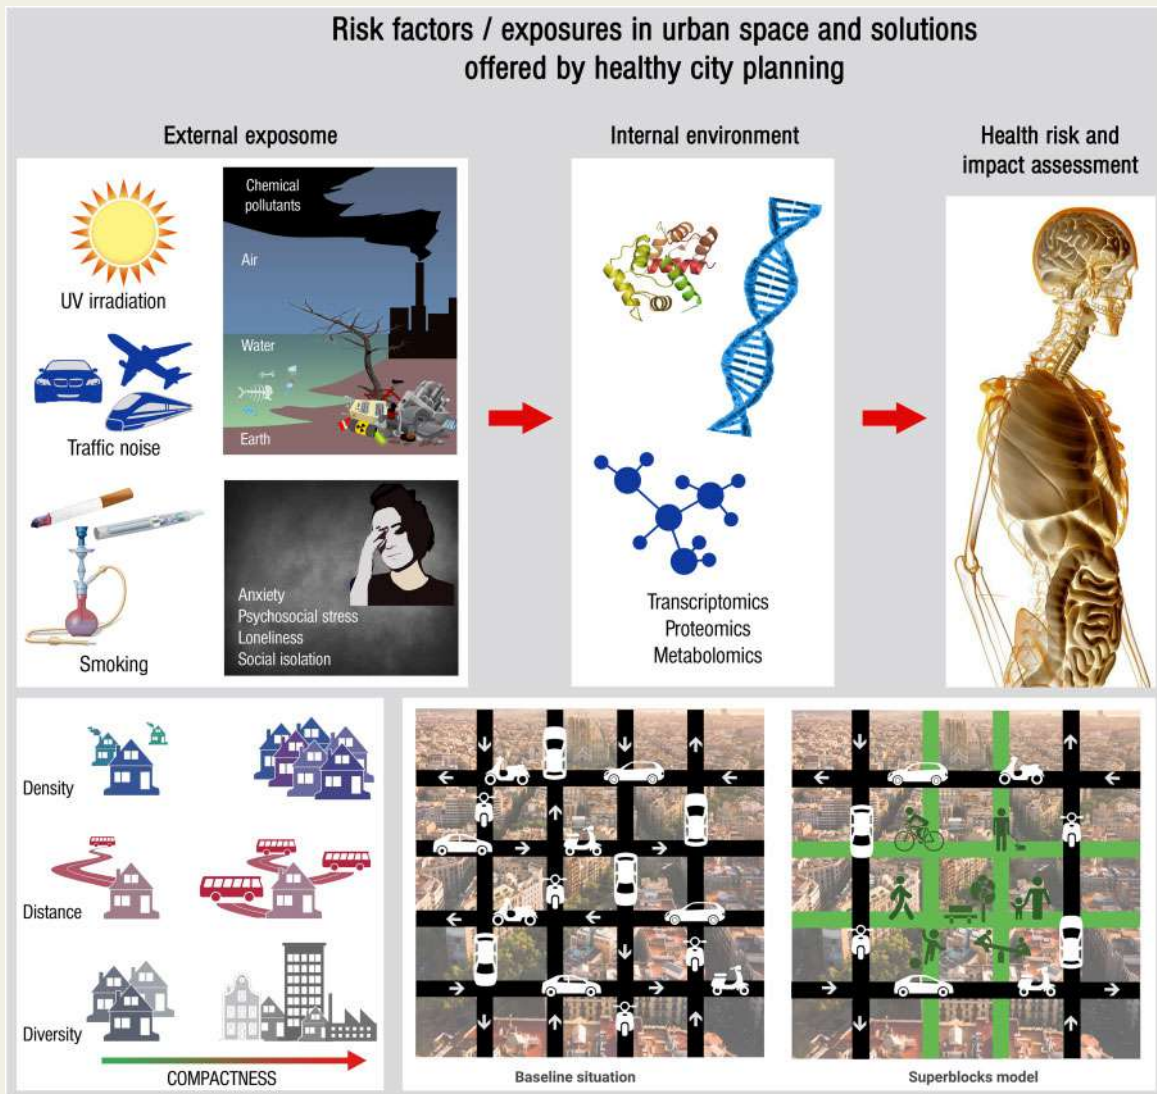 Risk factors / exposures in urban space and solutions
offered by healthy city planning
External exposome
Internal environment
Health risk and
impact assessment
UV irradiation
Chemical
pollutants
Air
Water
Earth
Traffic noise
Smoking
Anxiety
Psychosocial stress
Loneliness
Social isolation
Transcriptomics
Proteomics
Metabolomics
Density
Distance
Diversity
COMPACTNESS
Baseline situation
Superblocks model